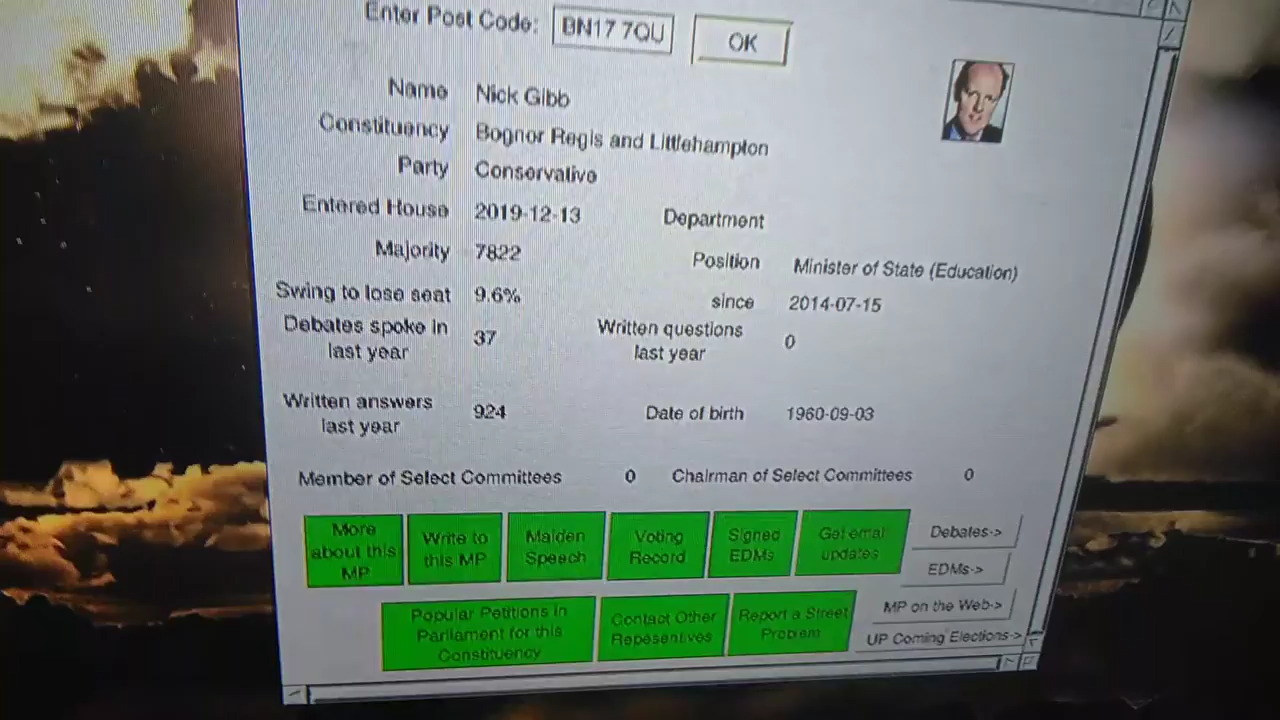 Enter Post Code: BN17 7QU OK
Name Nick Gibb
Constituency Bognor Regis and Littlehampton
Party Conservative
Entered House 2019-12-13 Department
Majority 7822 Position Minister of State (Education)
Swing to lose seat 9.6% since 2014-07-15
Debates spoke in
last year
37
Written questions
last year
0
Written answers
last year
924
Date of birth 1960-09-03
Member of Select Committees 0 Chairman of Select Committees 0
More
about this
MP
Write to
this MP
Maiden
Speech
Voting
Record
Signed
EDMs
Get email
updates
Debates->
EDMs->
Popular Petitions in
Parliament for this
Constituency
Contact Other
Repesentives
Report a Street
Problem
MP on the Web->
UP Coming Elections->